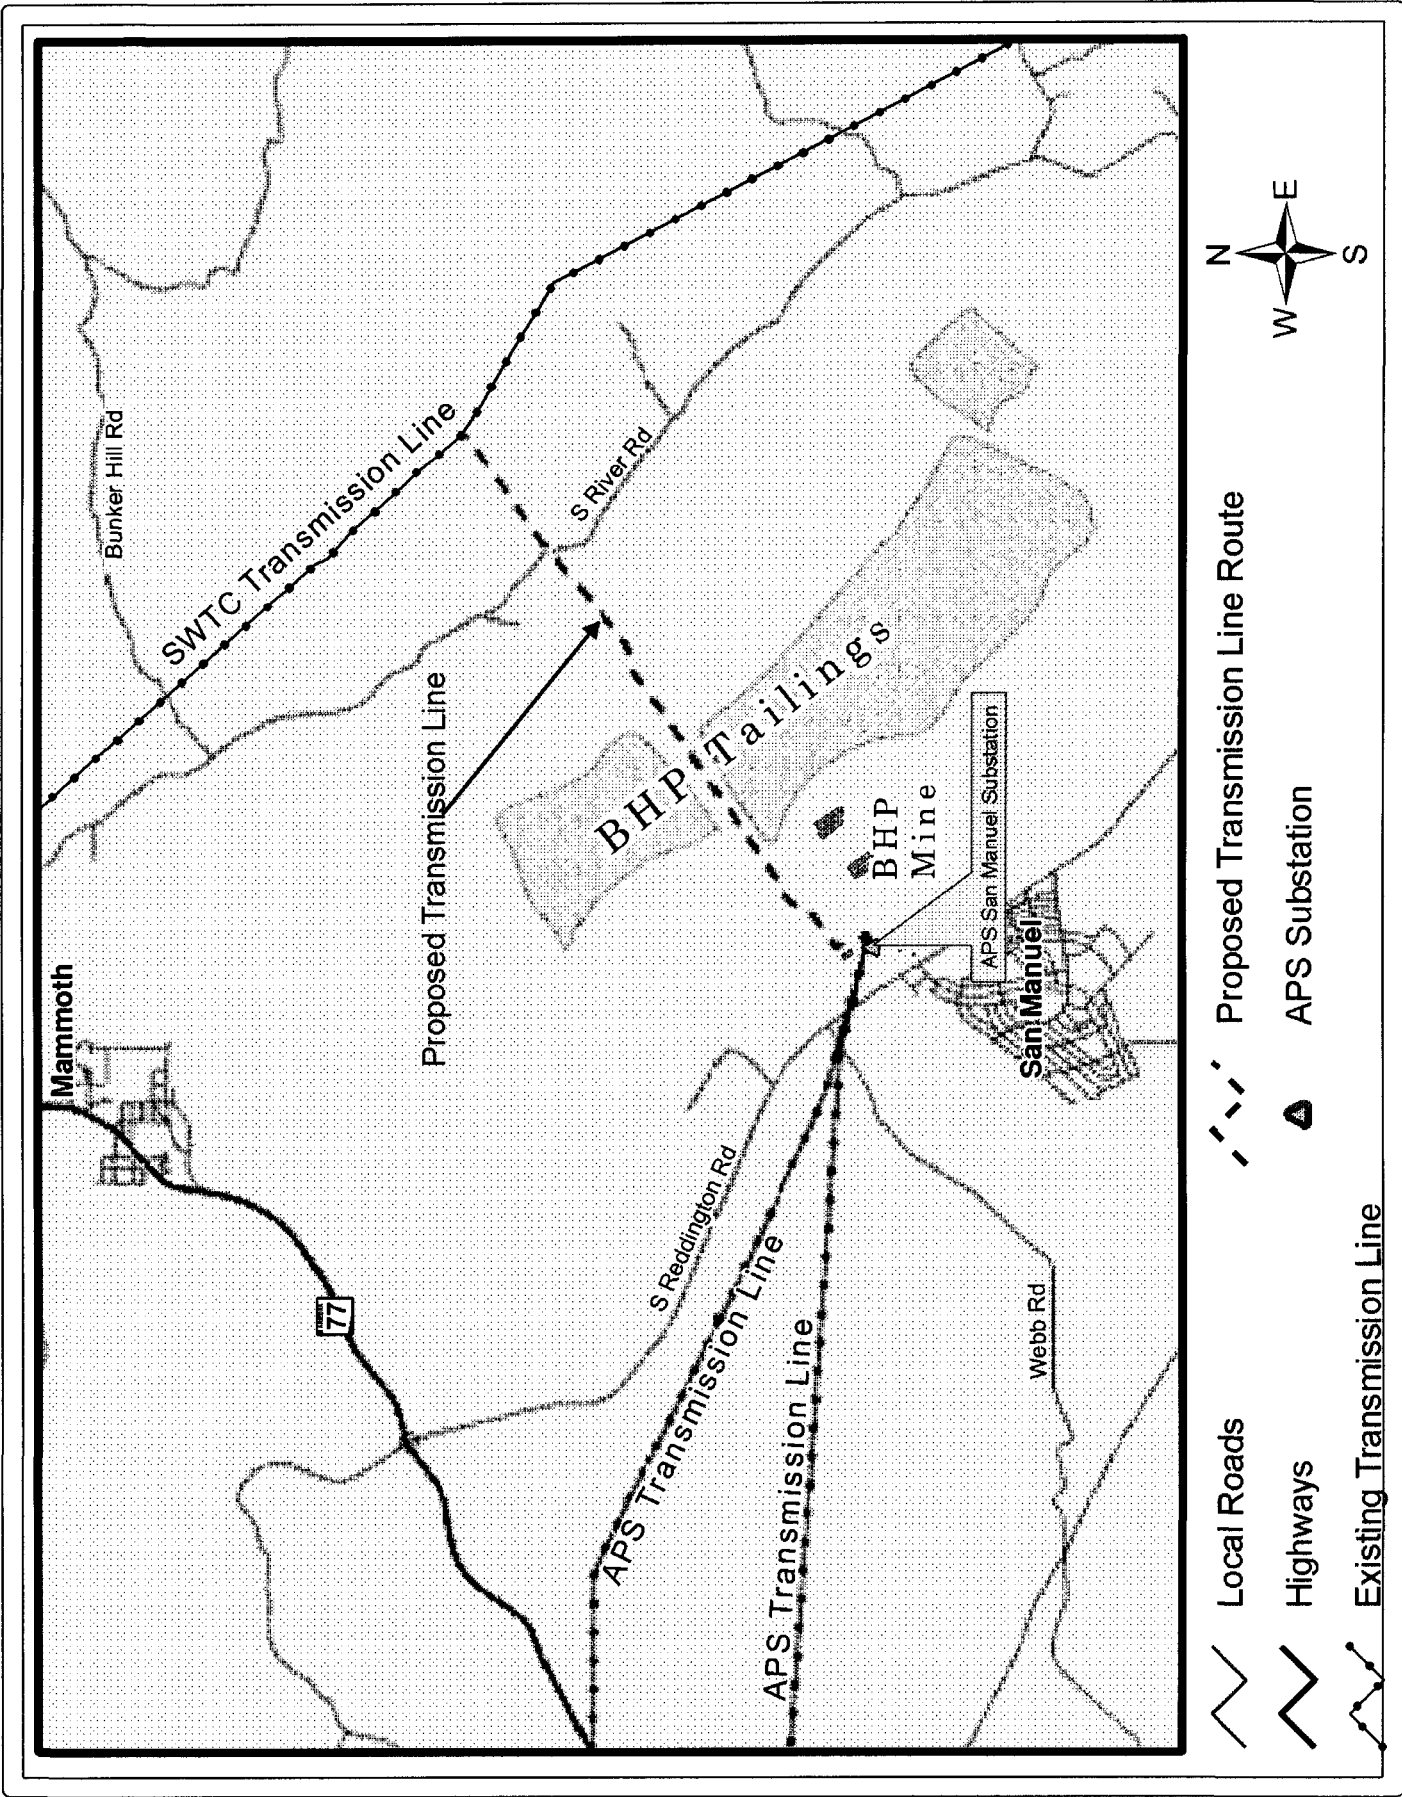 Mammoth
77
Bunker Hill Rd
SWTC Transmission Line
Proposed Transmission Line
S River Rd
BHP Tailings
BHP
Mine
APS San Manuel Substation
San Manuel
S Reddington Rd
APS Transmission Line
APS Transmission Line
Webb Rd
Local Roads
Highways
Existing Transmission Line
Proposed Transmission Line Route
APS Substation
N
W
E
S